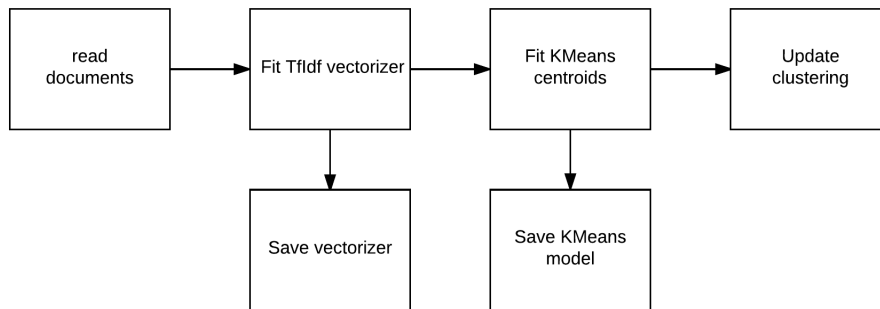 read
documents
Fit TfIdf vectorizer
Fit KMeans
centroids
Update
clustering
Save vectorizer
Save KMeans
model